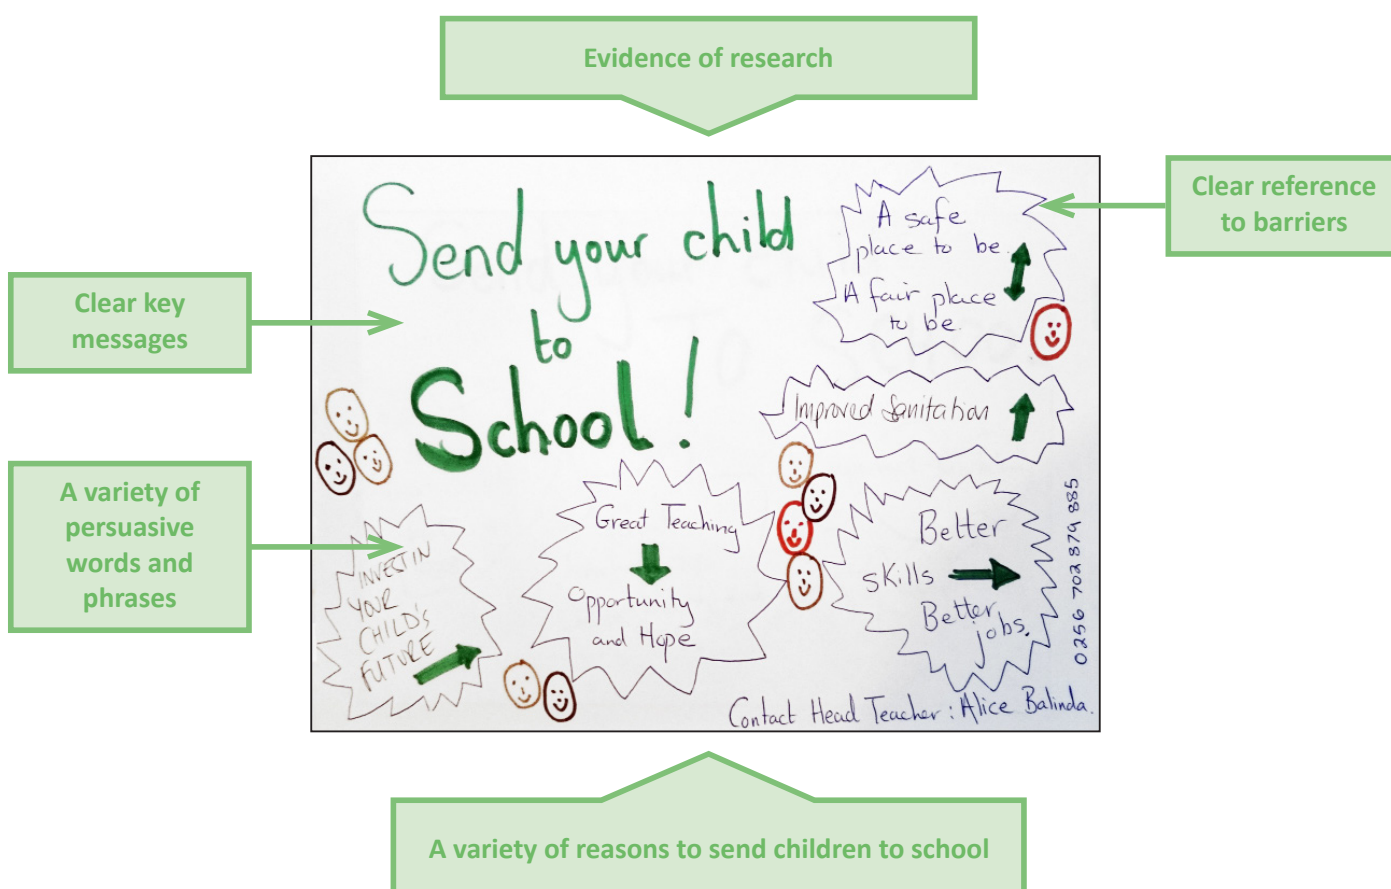 Evidence of research
Clear reference
to barriers
Clear key
messages
A variety of
persuasive
words and
phrases
Send your child
to
School!
A safe
place to be.
A fair place
to be.
Improved Sanitation
INVEST IN
YOUR
CHILD'S
FUTURE
Great Teaching
Opportunity
and Hope
Better
skills
Better
jobs.
0256 702 879 885
Contact Head Teacher: Alice Balinda.
A variety of reasons to send children to school